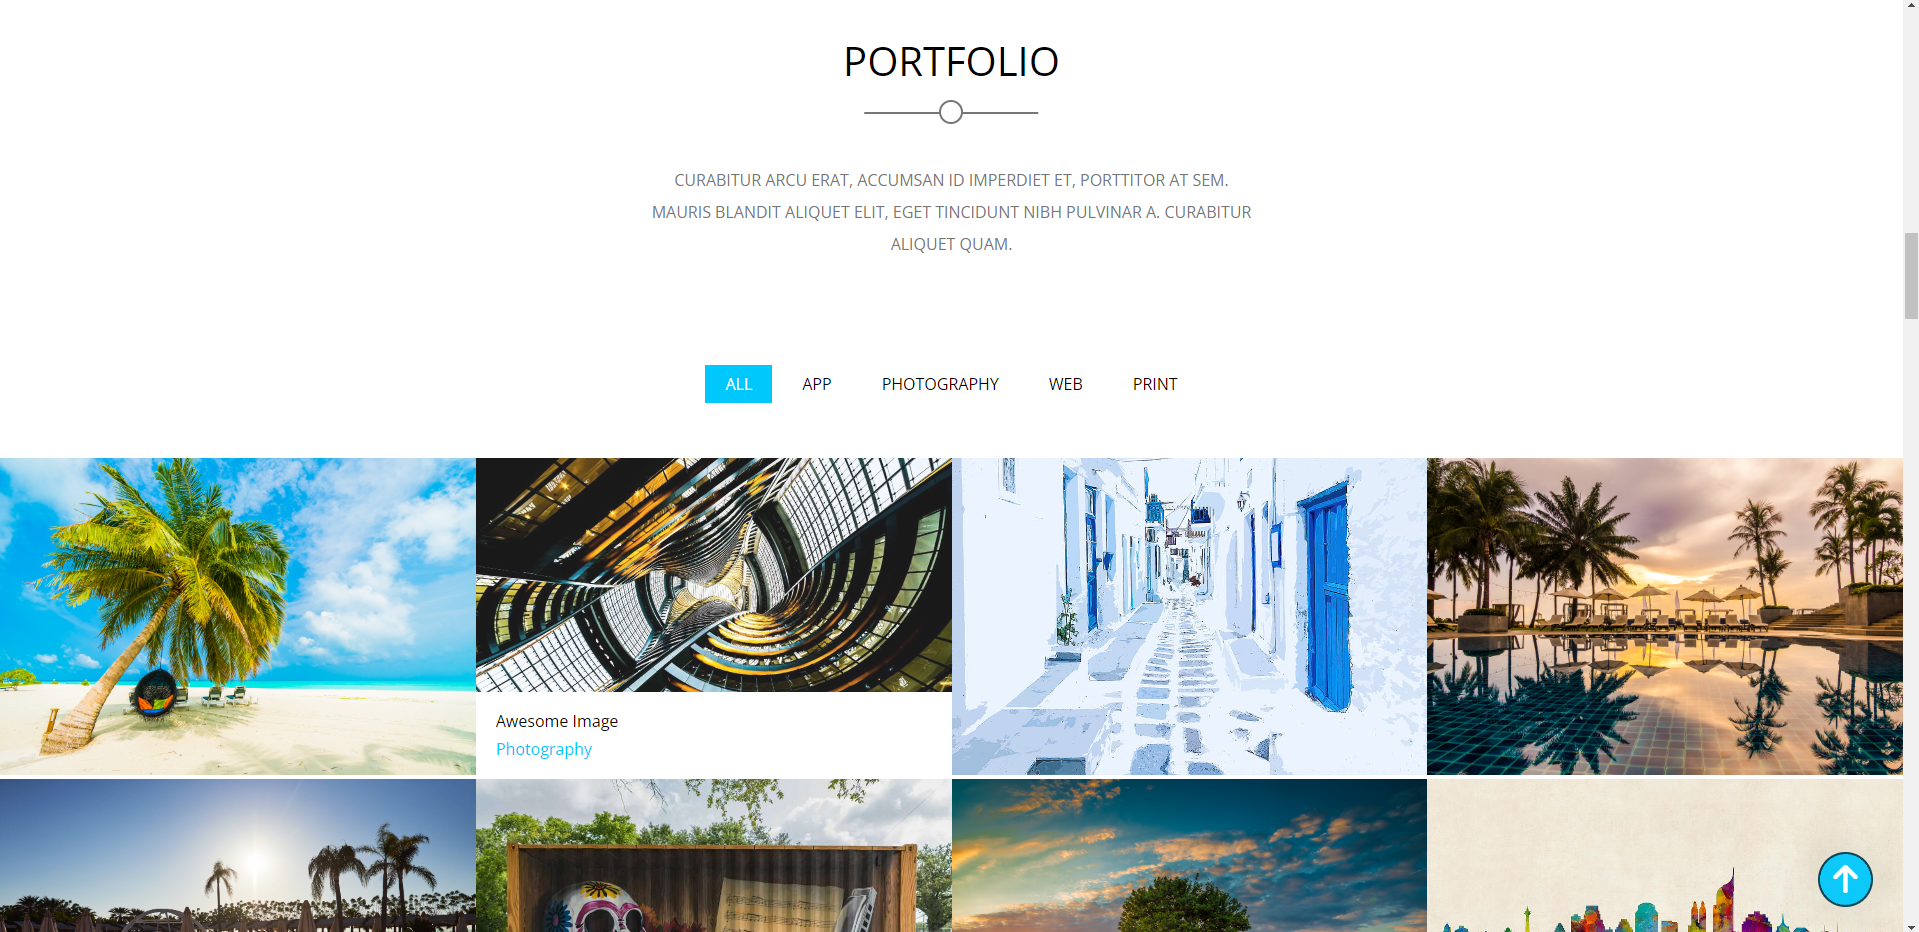 PORTFOLIO
CURABITUR ARCU ERAT, ACCUMSAN ID IMPERDIET ET, PORTTITOR AT SEM.
MAURIS BLANDIT ALIQUET ELIT, EGET TINCIDUNT NIBH PULVINAR A. CURABITUR
ALIQUET QUAM.
ALL APP PHOTOGRAPHY WEB PRINT
Awesome Image
Photography